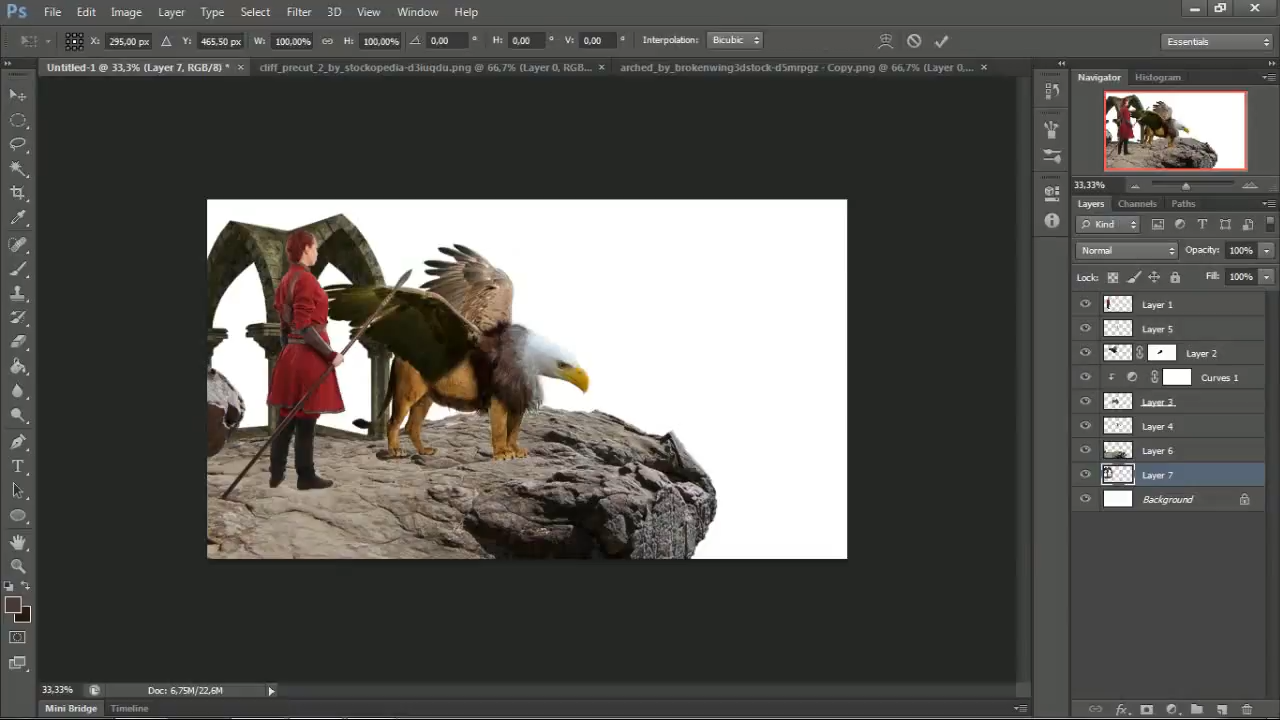 Ps File Edit Image Layer Type Select Filter 3D View Window Help
X: 295,00 px Y: 465,50 px W: 100,00% H: 100,00% 0,00 ° H: 0,00 ° V: 0,00 ° Interpolation: Bicubic Essentials
Untitled-1 @ 33,3% (Layer 7, RGB/8) * × cliff_precut_2_by_stockopedia-d3iuqdu.png @ 66,7% (Layer 0, RGB... × arched_by_brokenwing3dstock-d5mrpgz - Copy.png @ 66,7% (Layer 0,... ×
Navigator Histogram
33,33%
Layers Channels Paths
Kind
Normal Opacity: 100%
Lock: Fill: 100%
Layer 1
Layer 5
Layer 2
Curves 1
Layer 3
Layer 4
Layer 6
Layer 7
Background
33,33% Doc: 6,75M/22,6M
Mini Bridge Timeline
fx